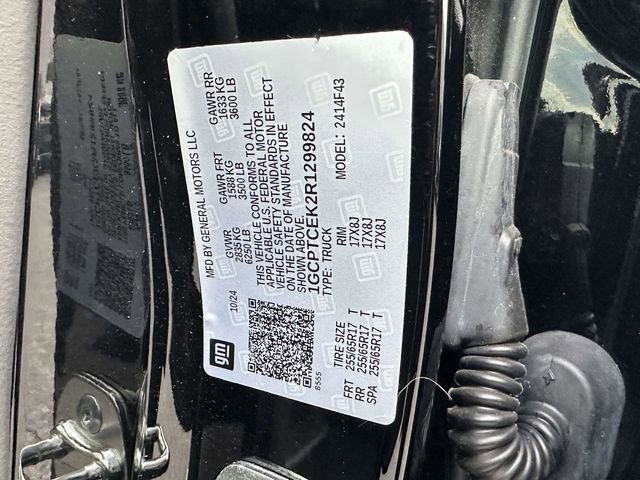 MFD BY GENERAL MOTORS LLC
10/24
GVWR
2835 KG
6250 LB
GAWR FRT
1588 KG
3500 LB
GAWR RR
1633 KG
3600 LB
THIS VEHICLE CONFORMS TO ALL
APPLICABLE U.S. FEDERAL MOTOR
VEHICLE SAFETY STANDARDS IN EFFECT
ON THE DATE OF MANUFACTURE
SHOWN ABOVE.
1GCPTCEK2R1299824
TYPE: TRUCK MODEL: 2414F43
TIRE SIZE RIM
FRT 255/65R17 T 17X8J
RR 255/65R17 T 17X8J
SPA 255/65R17 T 17X8J
gm
8555